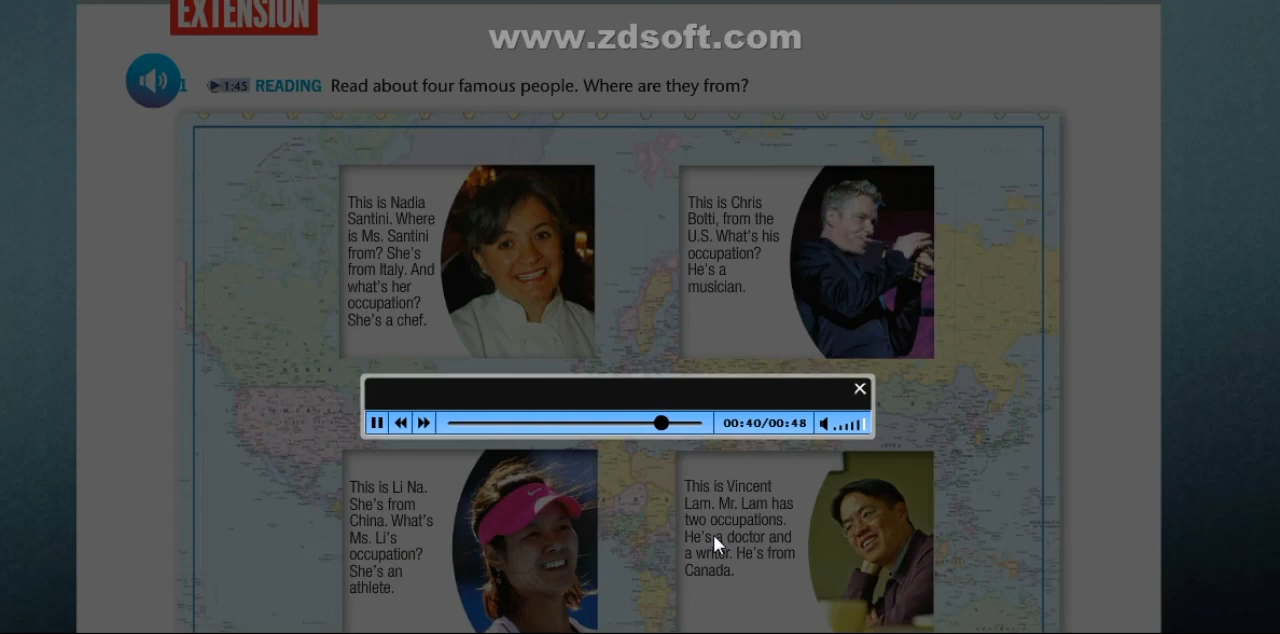 EXTENSION
www.zdsoft.com
1 1:45 READING Read about four famous people. Where are they from?
This is Nadia
Santini. Where
is Ms. Santini
from? She's
from Italy. And
what's her
occupation?
She's a chef.
This is Chris
Botti, from the
U.S. What's his
occupation?
He's a
musician.
00:40/00:48
This is Li Na.
She's from
China. What's
Ms. Li's
occupation?
She's an
athlete.
This is Vincent
Lam. Mr. Lam has
two occupations.
He's a doctor and
a writer. He's from
Canada.